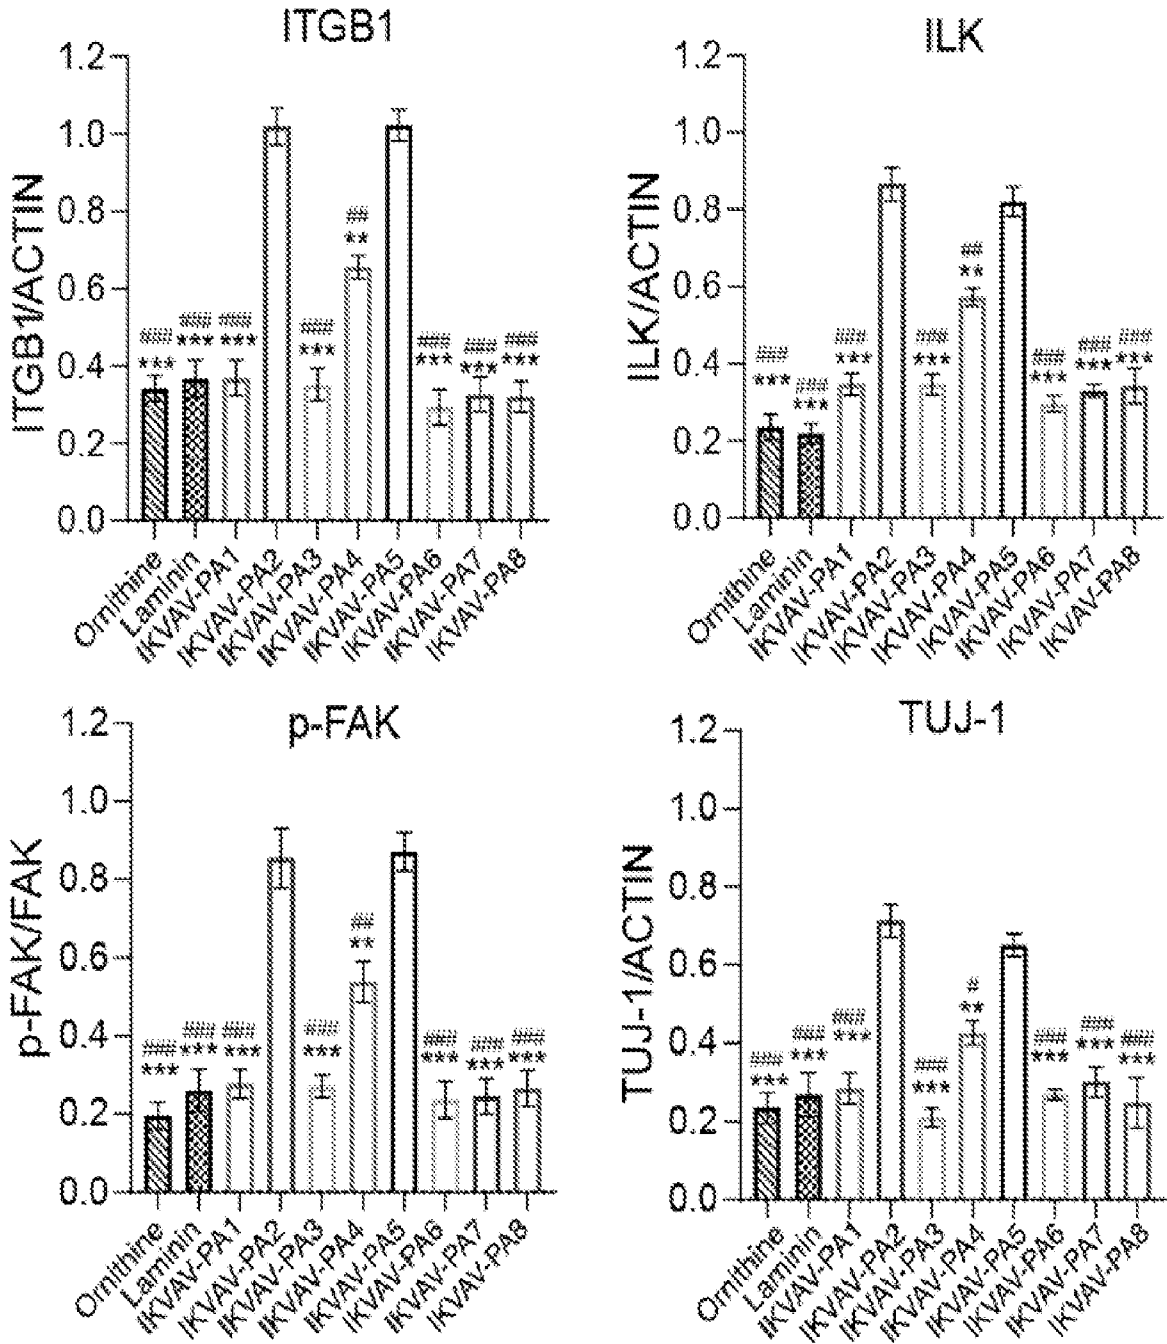 ITGB1
ITGB1/ACTIN
1.2
1.0
0.8
0.6
0.4
0.2
0.0
###
***
###
***
###
***
###
***
##
**
###
***
###
***
###
***
Ornithine
Laminin
IKVAV-PA1
IKVAV-PA2
IKVAV-PA3
IKVAV-PA4
IKVAV-PA5
IKVAV-PA6
IKVAV-PA7
IKVAV-PA8
ILK
ILK/ACTIN
1.2
1.0
0.8
0.6
0.4
0.2
0.0
###
***
###
***
###
***
###
***
##
**
###
***
###
***
###
***
Ornithine
Laminin
IKVAV-PA1
IKVAV-PA2
IKVAV-PA3
IKVAV-PA4
IKVAV-PA5
IKVAV-PA6
IKVAV-PA7
IKVAV-PA8
p-FAK
p-FAK/FAK
1.2
1.0
0.8
0.6
0.4
0.2
0.0
###
***
###
***
###
***
###
***
##
**
###
***
###
***
###
***
Ornithine
Laminin
IKVAV-PA1
IKVAV-PA2
IKVAV-PA3
IKVAV-PA4
IKVAV-PA5
IKVAV-PA6
IKVAV-PA7
IKVAV-PA8
TUJ-1
TUJ-1/ACTIN
1.2
1.0
0.8
0.6
0.4
0.2
0.0
###
***
###
***
###
***
###
***
#
**
###
***
###
***
###
***
Ornithine
Laminin
IKVAV-PA1
IKVAV-PA2
IKVAV-PA3
IKVAV-PA4
IKVAV-PA5
IKVAV-PA6
IKVAV-PA7
IKVAV-PA8